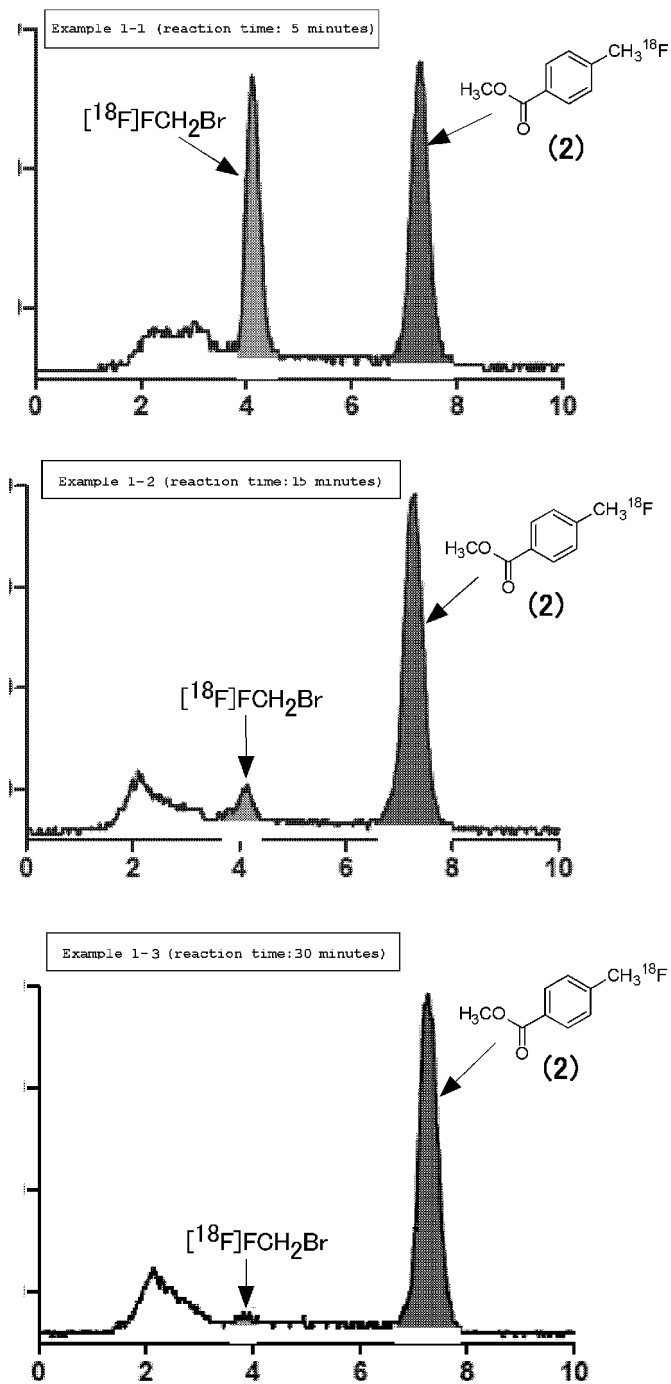 Example 1-1 (reaction time: 5 minutes)
[18F]FCH2Br
CH318F
H3CO
O
(2)
0 2 4 6 8 10
Example 1-2 (reaction time:15 minutes)
[18F]FCH2Br
CH318F
H3CO
O
(2)
0 2 4 6 8 10
Example 1-3 (reaction time:30 minutes)
[18F]FCH2Br
CH318F
H3CO
O
(2)
0 2 4 6 8 10